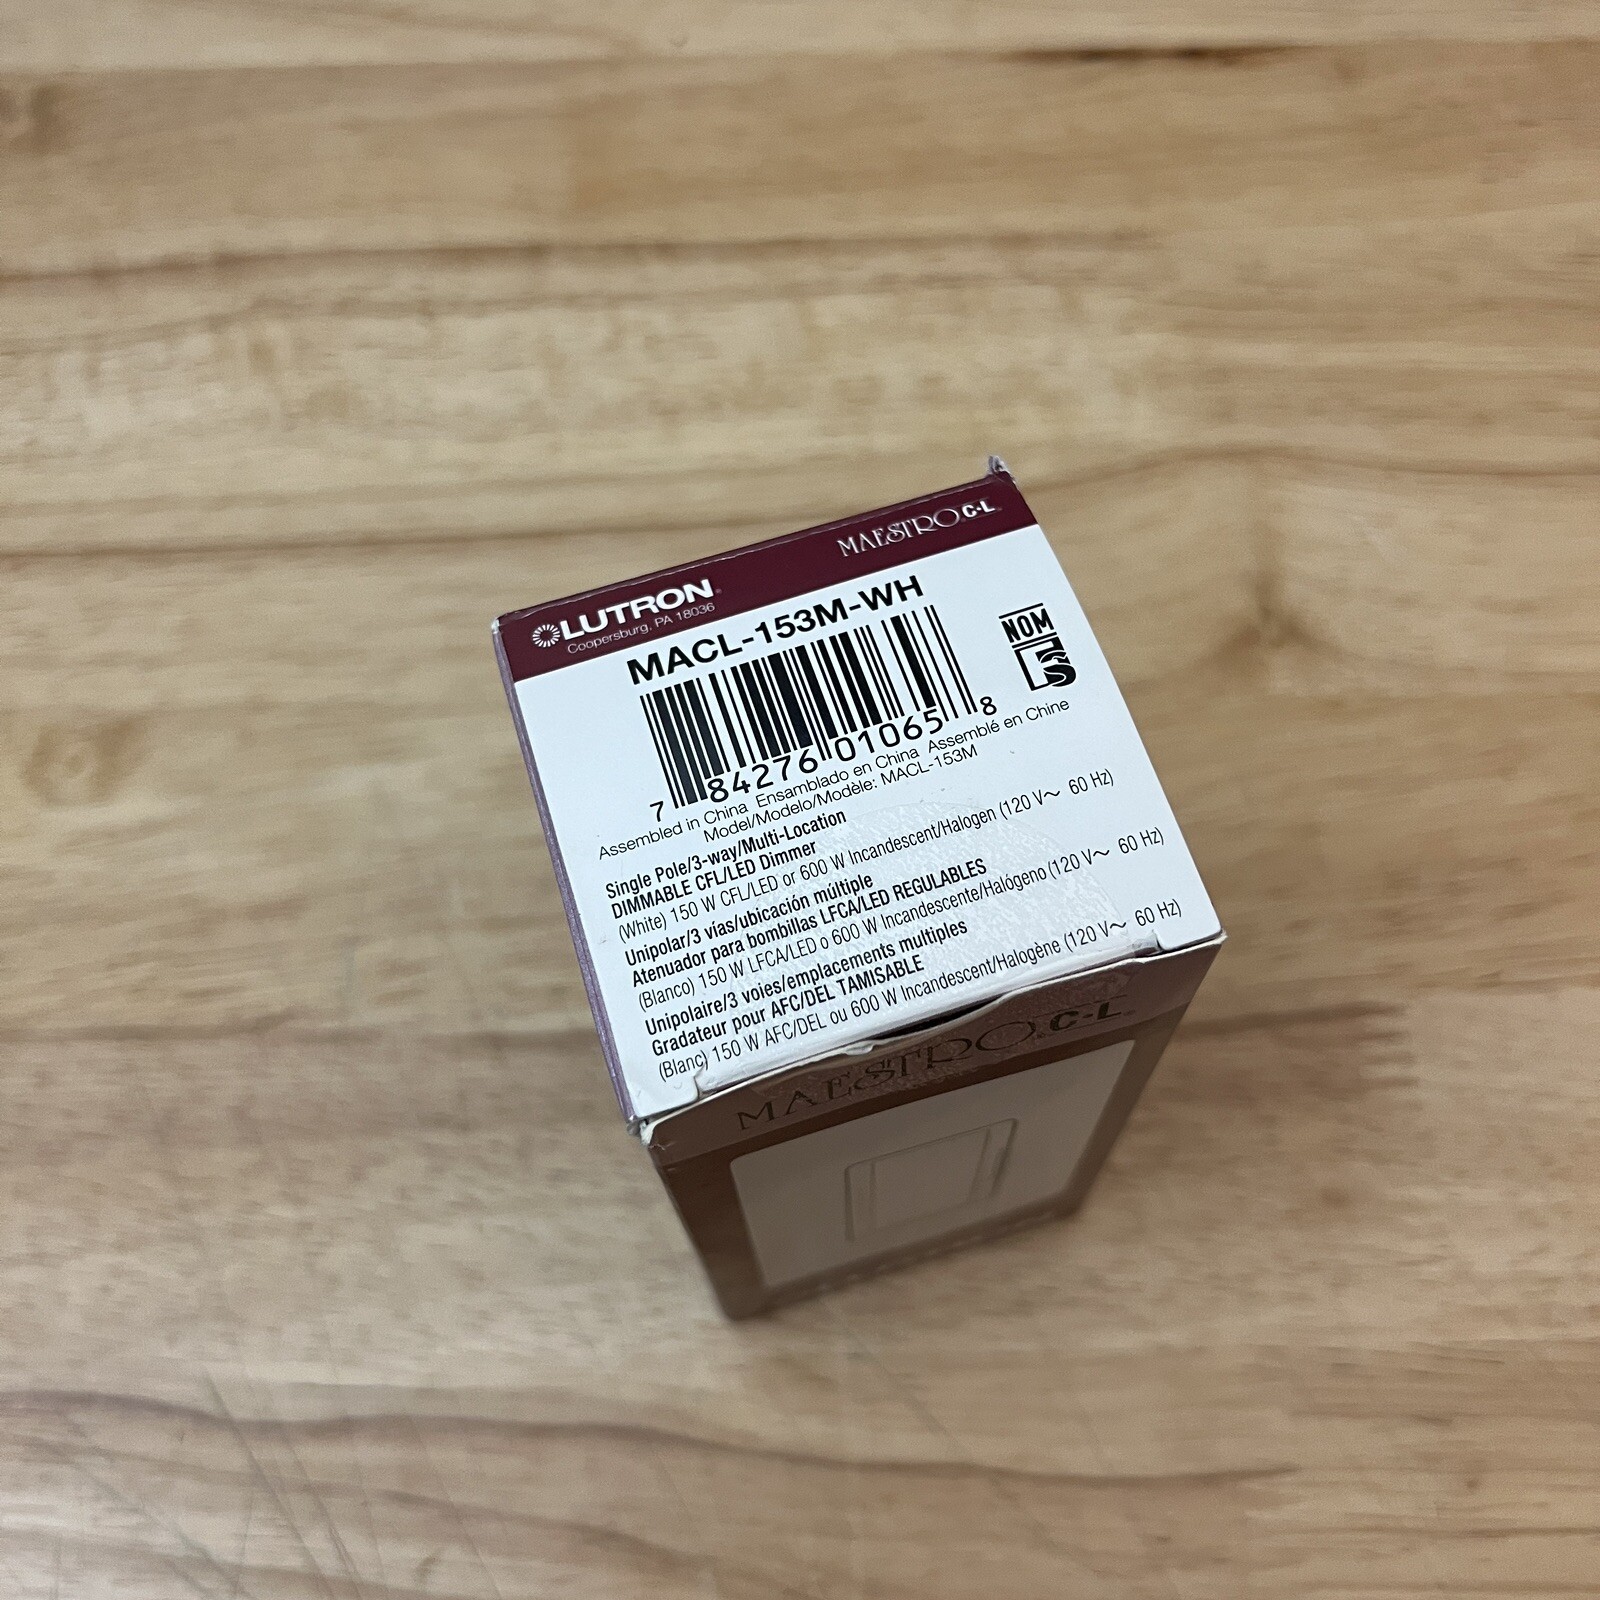 LUTRON
Coopersburg, PA 18036
MAESTRO C·L
MACL-153M-WH
NOM
7 84276 01065 8
Assembled in China Ensamblado en China Assemblé en Chine
Model/Modelo/Modèle: MACL-153M
Single Pole/3-way/Multi-Location
DIMMABLE CFL/LED Dimmer
(White) 150 W CFL/LED or 600 W Incandescent/Halogen (120 V~ 60 Hz)
Unipolar/3 vías/ubicación múltiple
Atenuador para bombillas LFCA/LED REGULABLES
(Blanco) 150 W LFCA/LED o 600 W Incandescente/Halógeno (120 V~ 60 Hz)
Unipolaire/3 voies/emplacements multiples
Gradateur pour AFC/DEL TAMISABLE
(Blanc) 150 W AFC/DEL ou 600 W Incandescent/Halogène (120 V~ 60 Hz)
MAESTRO C·L